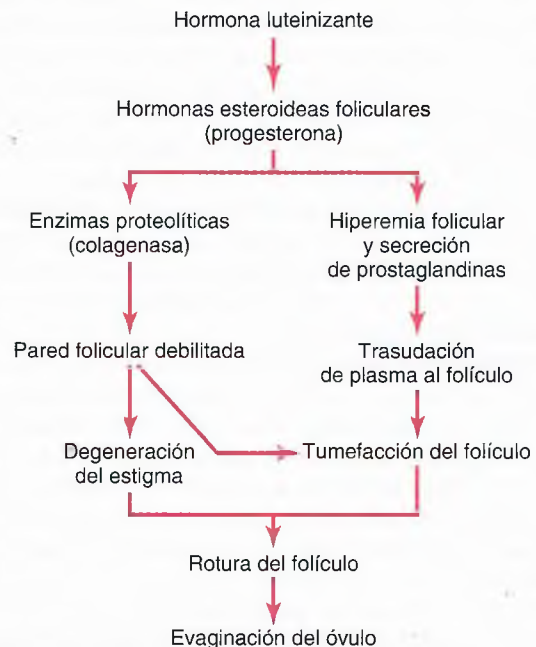 Hormona luteinizante
Hormonas esteroideas foliculares
(progesterona)
Enzimas proteolíticas
(colagenasa)
Hiperemia folicular
y secreción
de prostaglandinas
Pared folicular debilitada
Trasudación
de plasma al folículo
Degeneración
del estigma
Tumefacción del folículo
Rotura del folículo
Evaginación del óvulo